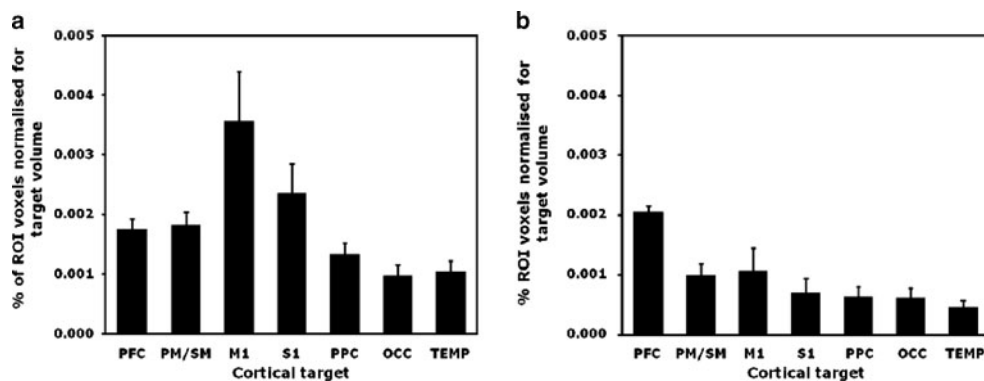 a
% of ROI voxels normalised for
target volume
0.005
0.004
0.003
0.002
0.001
0.000
PFC PM/SM M1 S1 PPC OCC TEMP
Cortical target
b
% ROI voxels normalised for
target volume
0.005
0.004
0.003
0.002
0.001
0.000
PFC PM/SM M1 S1 PPC OCC TEMP
Cortical target